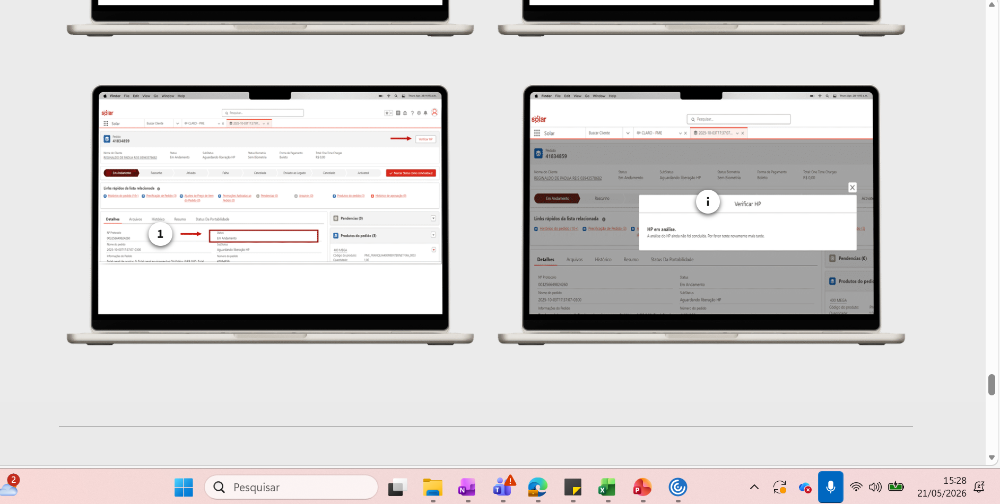 Finder File Edit View Go Window Help
Thurs Apr. 28 11:15 a.m.
solar
Pesquisar...
Solar
Buscar Cliente
CLARO - PME
2025-10-03T17:37:07...
Pedido
41834859
Verificar HP
Nome do Cliente
Status
SubStatus
Status Biometria
Forma de Pagamento
Total: One Time Charges
REGINALDO DE PADUA REIS 03943578682
Em Andamento
Aguardando liberação HP
Sem Biometria
Boleto
R$ 0,00
Em Andamento
Rascunho
Ativado
Falha
Cancelada
Enviado ao Legado
Cancelado
Activated
Marcar Status como concluído(a)
Links rápidos da lista relacionada
Histórico do pedido (10+)
Precificação de Pedido (3)
Ajustes de Preço de Item
do Pedido (0)
Promoções Aplicadas ao
Pedido (0)
Pendencias (0)
Arquivos (0)
Produtos do pedido (3)
Histórico de aprovação (0)
Detalhes
Arquivos
Histórico
Resumo
Status Da Portabilidade
Nº Protocolo
003256649824260
1
Status
Em Andamento
Nome do pedido
2025-10-03T17:37:07-0300
SubStatus
Aguardando liberação HP
Informações do Pedido
Número do pedido
41834859
Pendencias (0)
Produtos do pedido (3)
400 MEGA
Código do produto:
PME_FRANQUIA400MBINTERNETFIXA_0003
Quantidade:
1,00
Finder File Edit View Go Window Help
Thurs Apr. 28 11:15 a.m.
solar
Pesquisar...
Solar
Buscar Cliente
CLARO - PME
2025-10-03T17:37:07...
Pedido
41834859
Nome do Cliente
Status
SubStatus
Status Biometria
Forma de Pagamento
Total: One Time Charges
REGINALDO DE PADUA REIS 03943578682
Em Andamento
Aguardando liberação HP
Sem Biometria
Boleto
R$ 0,00
Em Andamento
Rascunho
Activate
X
i
Verificar HP
HP em análise.
A análise do HP ainda não foi concluída. Por favor tente novamente mais tarde.
Links rápidos da lista relacionada
Histórico do pedido (10+)
Precificação de Pedido (3)
Detalhes
Arquivos
Histórico
Resumo
Status Da Portabilidade
Pendencias (0)
Nº Protocolo
003256649824260
Status
Em Andamento
Nome do pedido
2025-10-03T17:37:07-0300
SubStatus
Aguardando liberação HP
Informações do Pedido
Número do pedido
Produtos do pedid
400 MEGA
Código do produto:
PM
Quantidade:
2
Pesquisar
15:28
21/05/2026